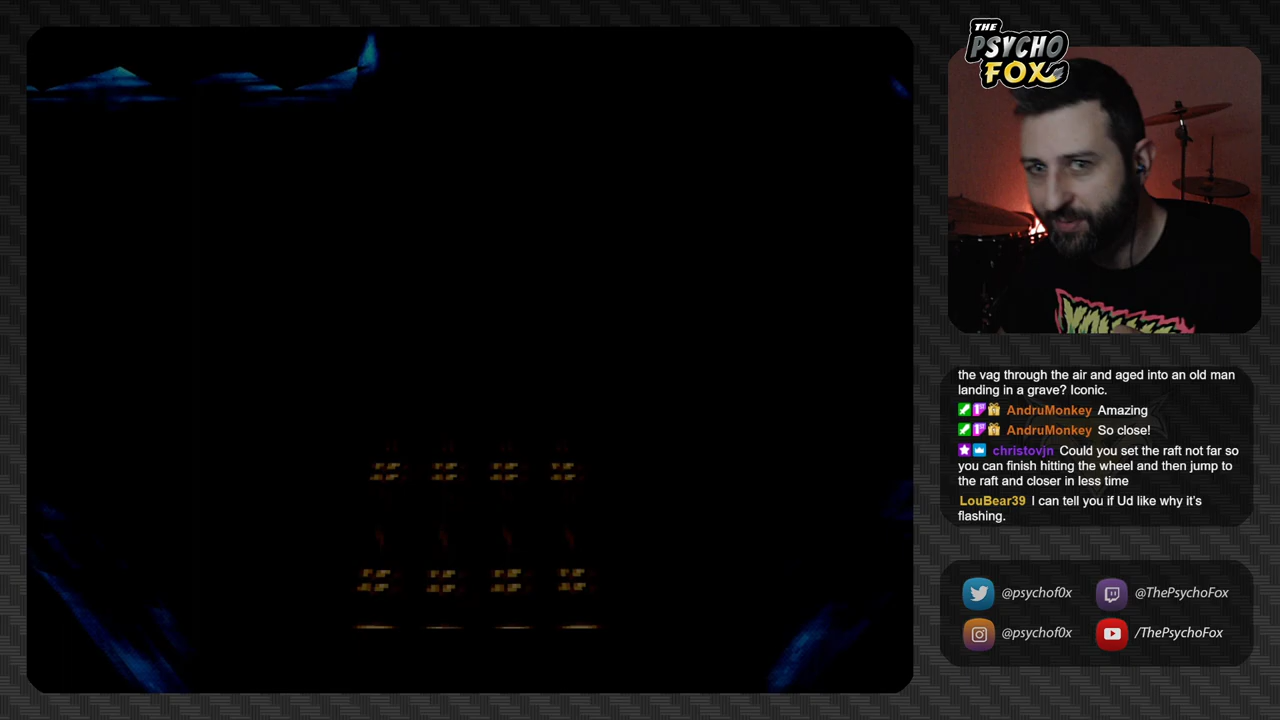 THE
PSYCHO
FOX
the vag through the air and aged into an old man
landing in a grave? Iconic.
AndruMonkey Amazing
AndruMonkey So close!
christovjn Could you set the raft not far so
you can finish hitting the wheel and then jump to
the raft and closer in less time
LouBear39 I can tell you if Ud like why it's
flashing.
@psychof0x
@ThePsychoFox
@psychof0x
/ThePsychoFox